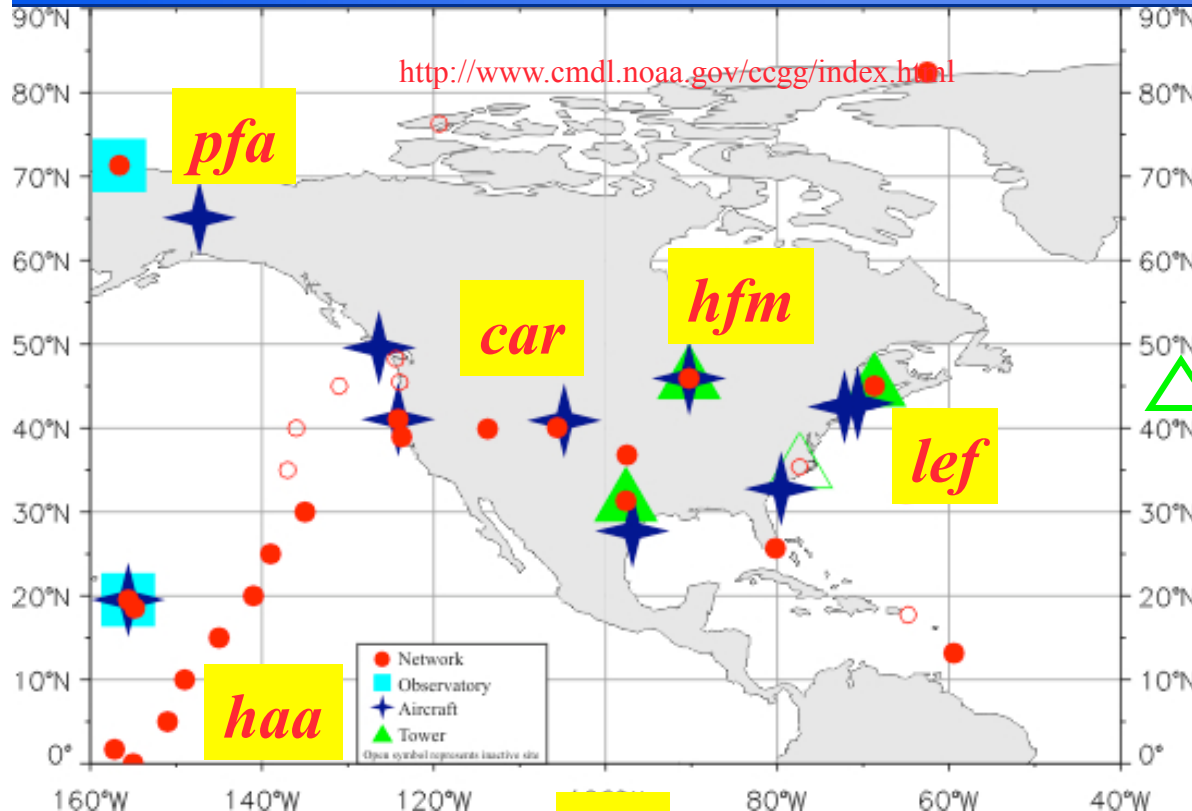 90°N
90°N
http://www.cmdl.noaa.gov/ccgg/index.html
80°N
80°N
pfa
70°N
70°N
60°N
60°N
hfm
car
50°N
50°N
40°N
40°N
lef
30°N
30°N
20°N
20°N
Network
Observatory
10°N
10°N
haa
Aircraft
Tower
Open symbol represents inactive site
0°
0°
160°W
140°W
120°W
80°W
60°W
40°W